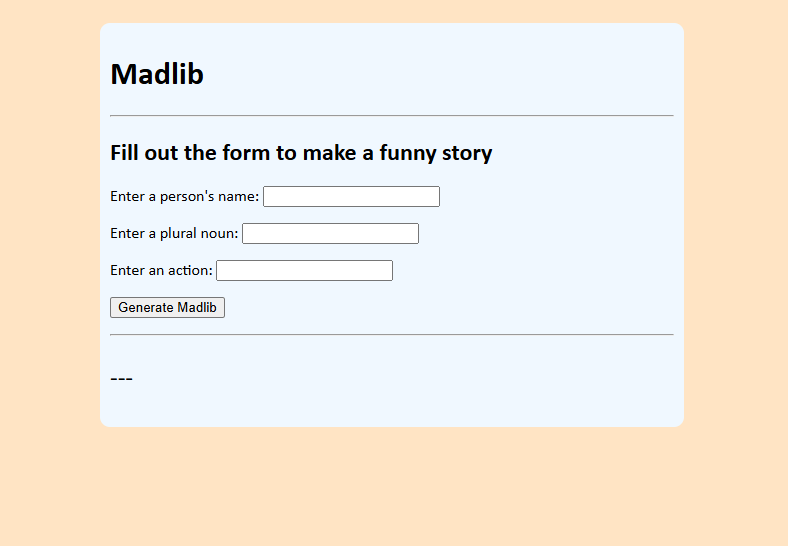 Madlib
Fill out the form to make a funny story
Enter a person's name:
Enter a plural noun:
Enter an action:
Generate Madlib
---